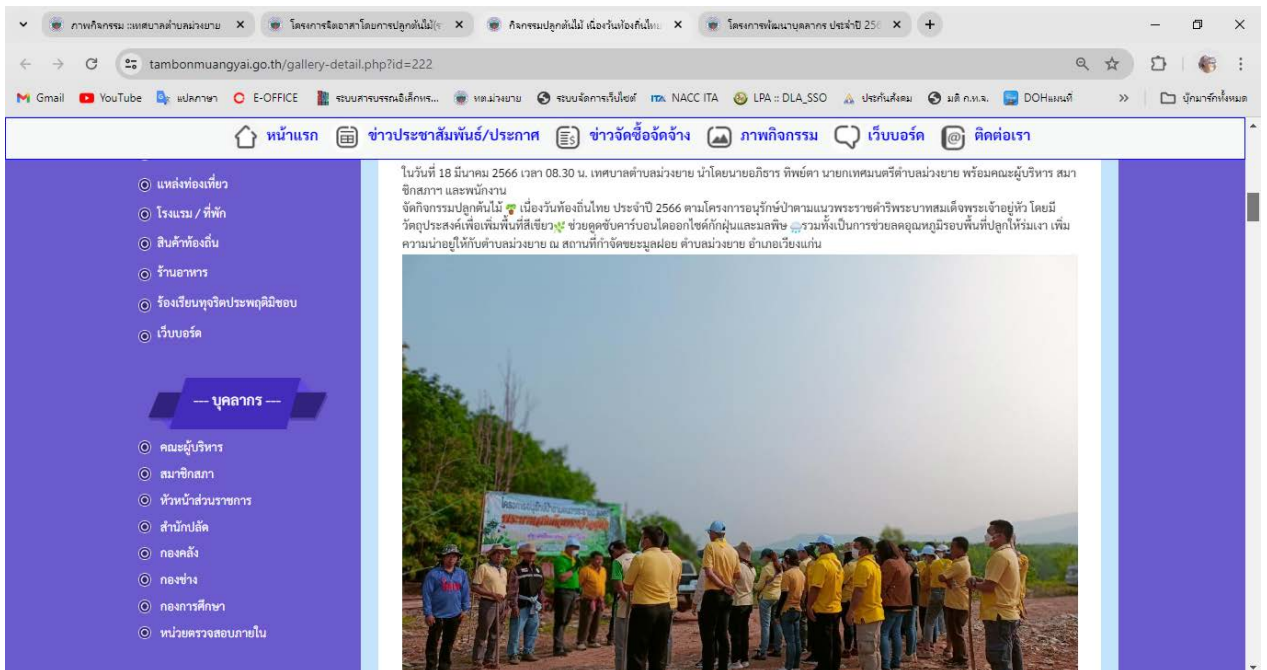 ภาพกิจกรรม ::เทศบาลตำบลม่วงยาย
โครงการจิตอาสาโดยการปลูกต้นไม้(ร
กิจกรรมปลูกต้นไม้ เนื่องวันท้องถิ่นไทย
โครงการพัฒนาบุคลากร ประจำปี 256
tambonmuangyai.go.th/gallery-detail.php?id=222
Gmail YouTube แปลภาษา E-OFFICE ระบบสารบรรณอิเล็กทร... ทต.ม่วงยาย ระบบจัดการเว็บไซต์ ITA NACC ITA LPA :: DLA_SSO ประกันสังคม มติ ก.ท.จ. DOHแผนที่ » บุ๊กมาร์กทั้งหมด
หน้าแรก ข่าวประชาสัมพันธ์/ประกาศ ข่าวจัดซื้อจัดจ้าง ภาพกิจกรรม เว็บบอร์ด ติดต่อเรา
แหล่งท่องเที่ยว
โรงแรม / ที่พัก
สินค้าท้องถิ่น
ร้านอาหาร
ร้องเรียนทุจริตประพฤติมิชอบ
เว็บบอร์ด
--- บุคลากร ---
คณะผู้บริหาร
สมาชิกสภา
หัวหน้าส่วนราชการ
สำนักปลัด
กองคลัง
กองช่าง
กองการศึกษา
หน่วยตรวจสอบภายใน
ในวันที่ 18 มีนาคม 2566 เวลา 08.30 น. เทศบาลตำบลม่วงยาย นำโดยนายอภิธาร ทิพย์ตา นายกเทศมนตรีตำบลม่วงยาย พร้อมคณะผู้บริหาร สมา
ชิกสภาฯ และพนักงาน
จัดกิจกรรมปลูกต้นไม้ 🌳 เนื่องวันท้องถิ่นไทย ประจำปี 2566 ตามโครงการอนุรักษ์ป่าตามแนวพระราชดำริพระบาทสมเด็จพระเจ้าอยู่หัว โดยมี
วัตถุประสงค์เพื่อเพิ่มพื้นที่สีเขียว🌿 ช่วยดูดซับคาร์บอนไดออกไซด์กักฝุ่นและมลพิษ 🌧รวมทั้งเป็นการช่วยลดอุณหภูมิรอบพื้นที่ปลูกให้ร่มเงา เพิ่ม
ความน่าอยู่ให้กับตำบลม่วงยาย ณ สถานที่กำจัดขยะมูลฝอย ตำบลม่วงยาย อำเภอเวียงแก่น